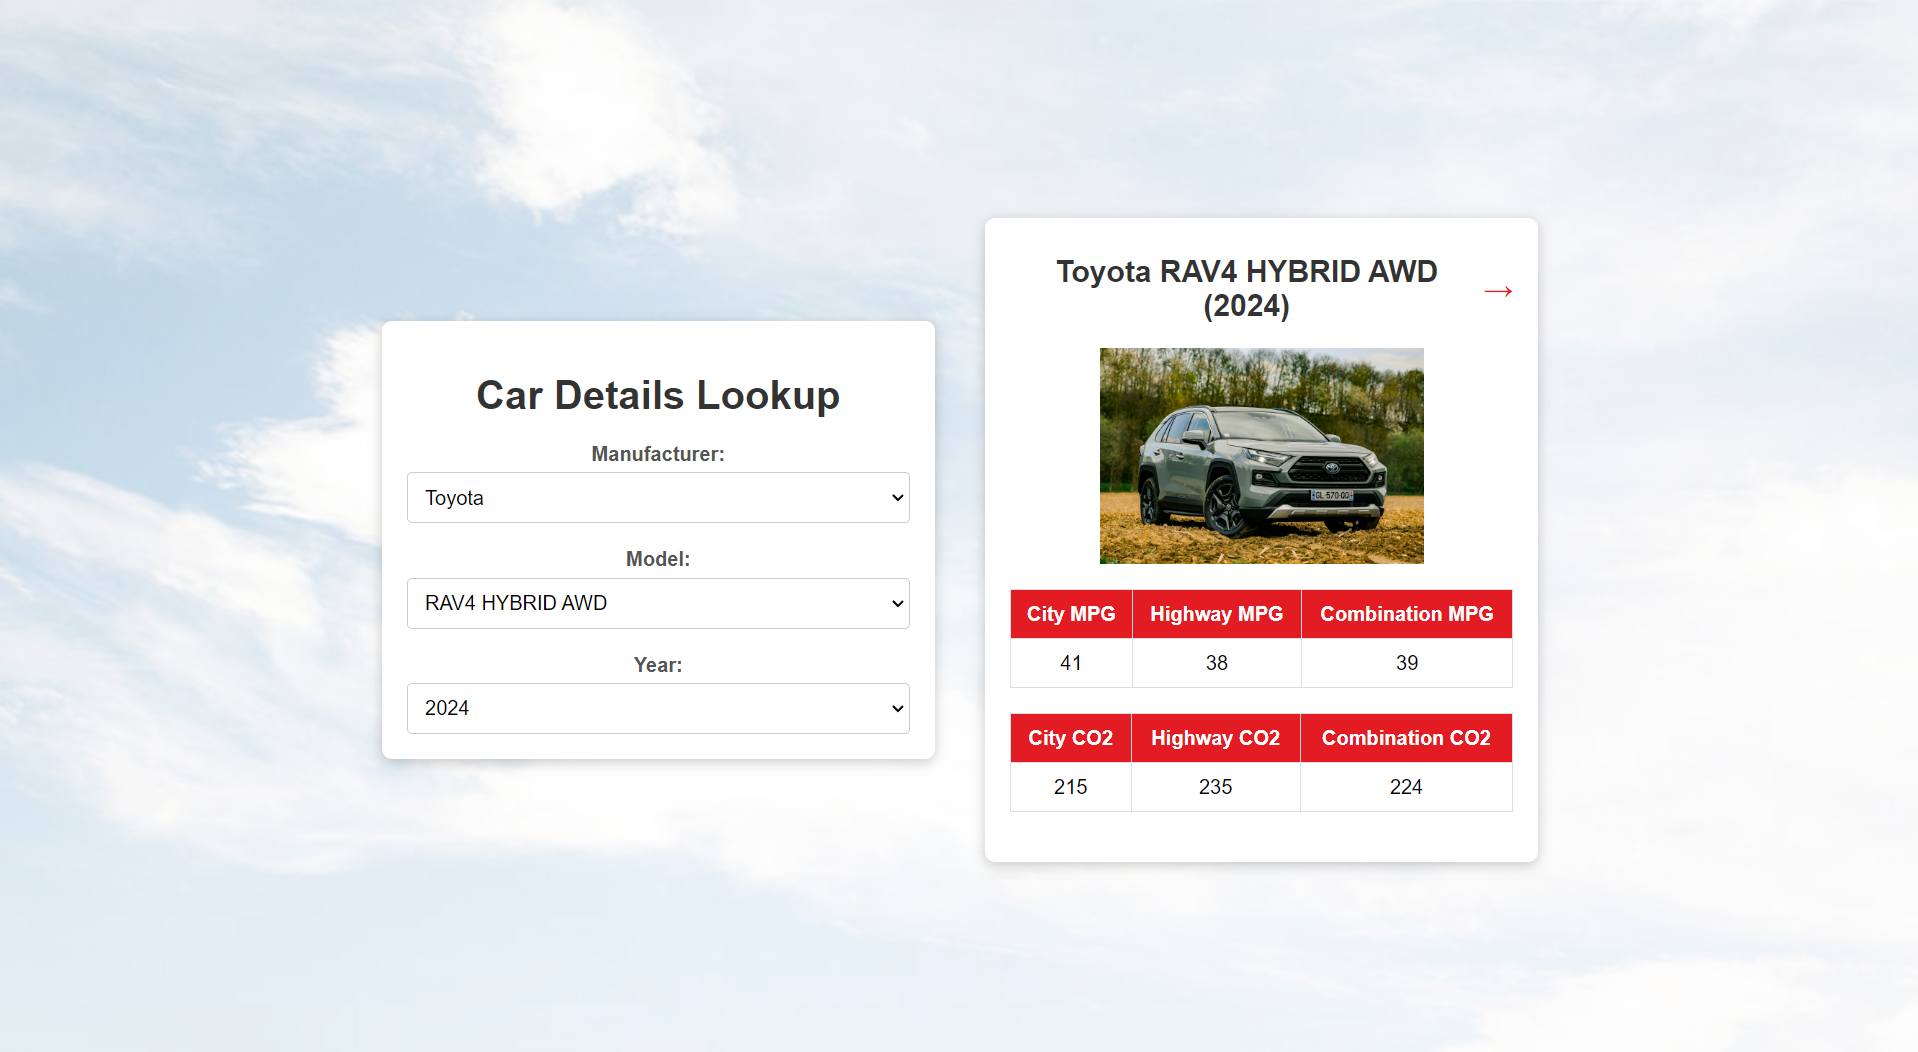 Car Details Lookup
Manufacturer:
Toyota
Model:
RAV4 HYBRID AWD
Year:
2024
Toyota RAV4 HYBRID AWD
(2024)
→
GL-570-QQ
City MPG Highway MPG Combination MPG
41 38 39
City CO2 Highway CO2 Combination CO2
215 235 224